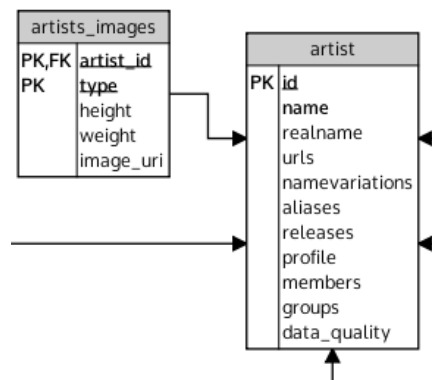 artists_images
PK,FK artist_id
PK type
height
weight
image_uri
artist
PK id
name
realname
urls
namevariations
aliases
releases
profile
members
groups
data_quality